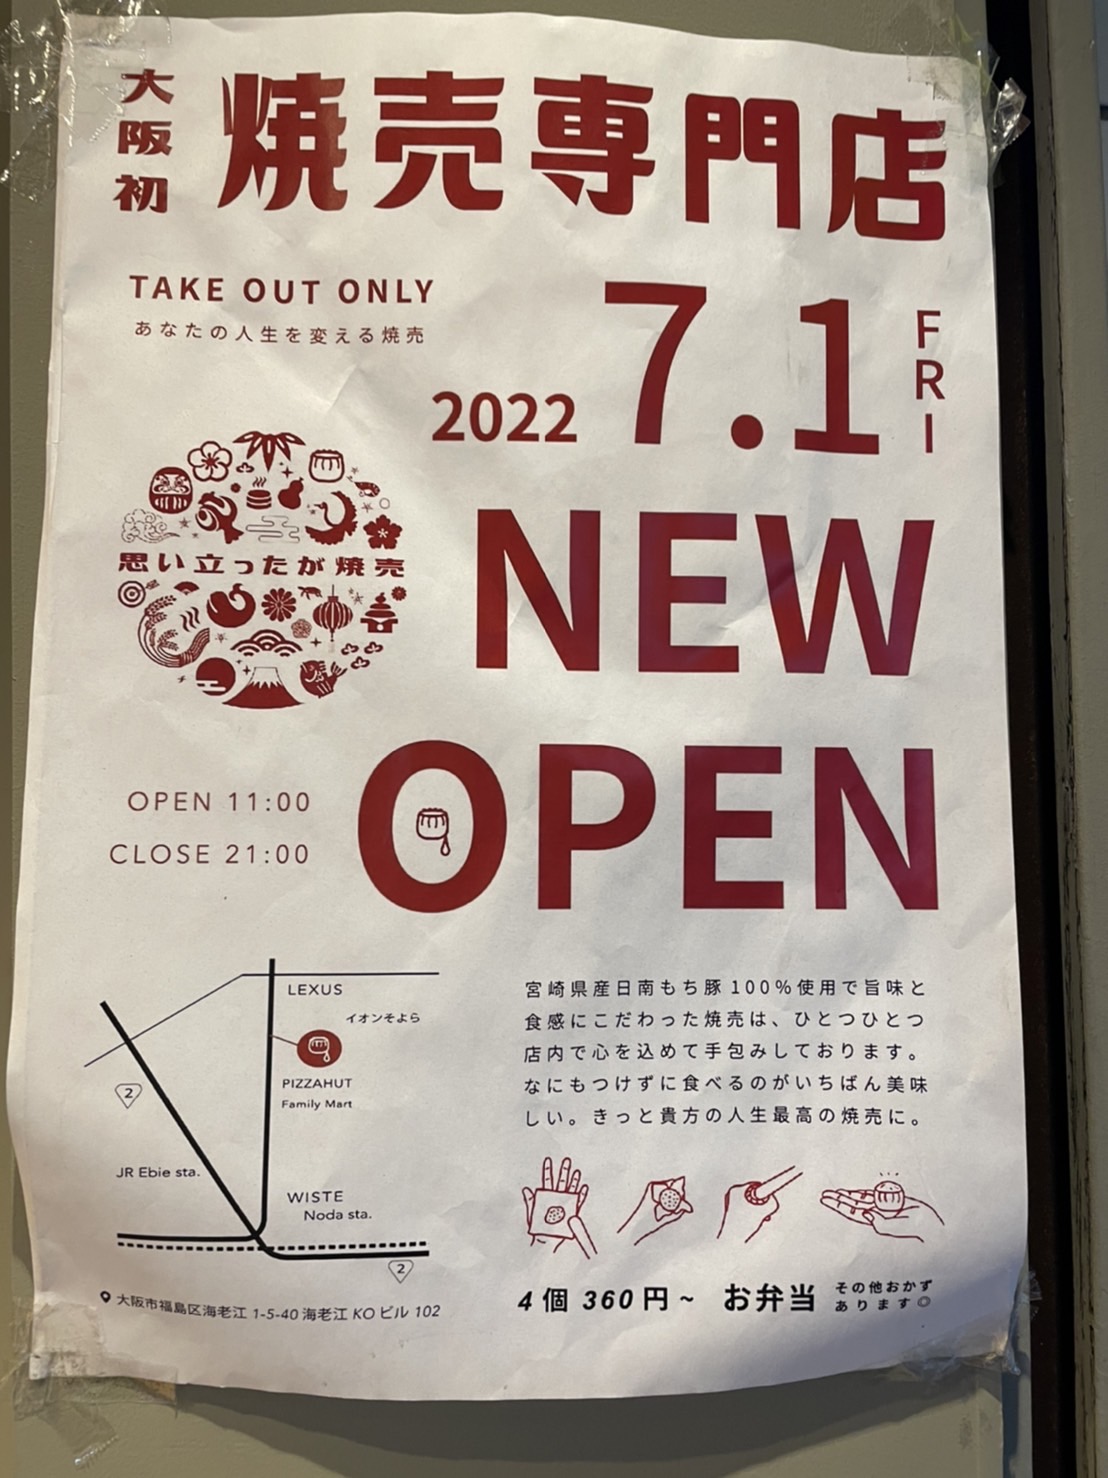 大阪初
焼売専門店
TAKE OUT ONLY
あなたの人生を変える焼売
2022 7.1 FRI
思い立ったが焼売
NEW
OPEN
OPEN 11:00
CLOSE 21:00
LEXUS
イオンそよら
PIZZAHUT
Family Mart
2
JR Ebie sta.
WISTE
Noda sta.
2
大阪市福島区海老江 1-5-40 海老江 KO ビル 102
宮崎県産日南もち豚100%使用で旨味と
食感にこだわった焼売は、ひとつひとつ
店内で心を込めて手包みしております。
なにもつけずに食べるのがいちばん美味
しい。きっと貴方の人生最高の焼売に。
4個 360円~ お弁当 その他おかず
あります◎